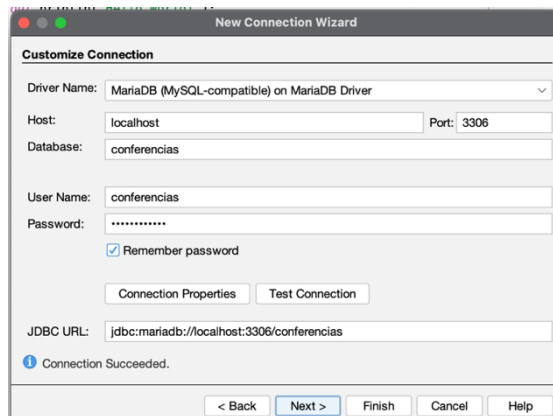 New Connection Wizard
Customize Connection
Driver Name: MariaDB (MySQL-compatible) on MariaDB Driver
Host: localhost Port: 3306
Database: conferencias
User Name: conferencias
Password: ••••••••••••
Remember password
Connection Properties Test Connection
JDBC URL: jdbc:mariadb://localhost:3306/conferencias
Connection Succeeded.
< Back Next > Finish Cancel Help